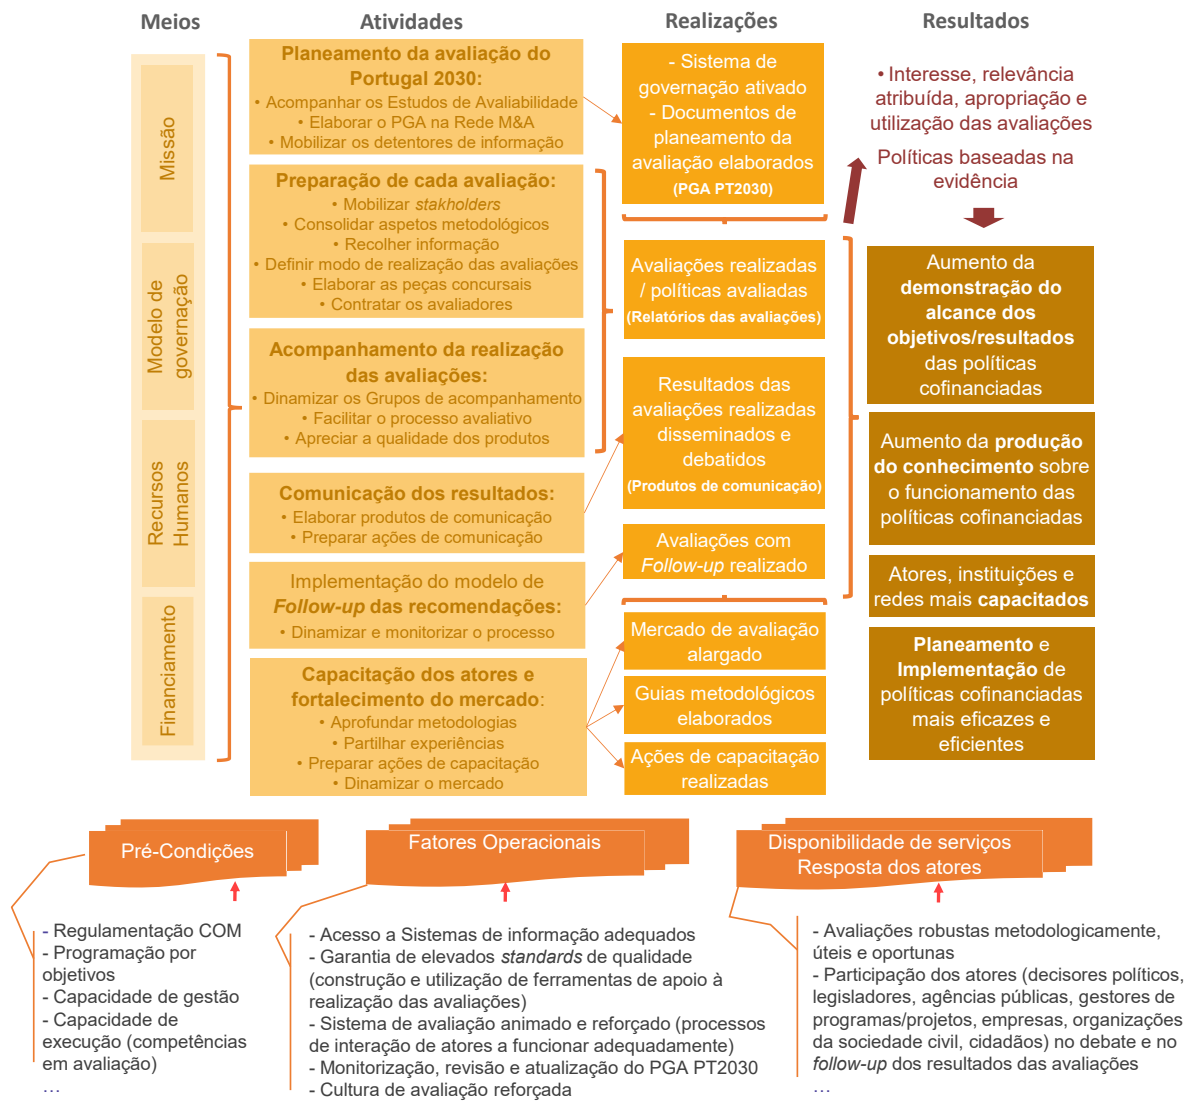 Meios
Atividades
Realizações
Resultados
Missão
Modelo de
governação
Recursos
Humanos
Financiamento
Planeamento da avaliação do
Portugal 2030:
• Acompanhar os Estudos de Avaliabilidade
• Elaborar o PGA na Rede M&A
• Mobilizar os detentores de informação
Preparação de cada avaliação:
• Mobilizar stakholders
• Consolidar aspetos metodológicos
• Recolher informação
• Definir modo de realização das avaliações
• Elaborar as peças concursais
• Contratar os avaliadores
Acompanhamento da realização
das avaliações:
• Dinamizar os Grupos de acompanhamento
• Facilitar o processo avaliativo
• Apreciar a qualidade dos produtos
Comunicação dos resultados:
• Elaborar produtos de comunicação
• Preparar ações de comunicação
Implementação do modelo de
Follow-up das recomendações:
• Dinamizar e monitorizar o processo
Capacitação dos atores e
fortalecimento do mercado:
• Aprofundar metodologias
• Partilhar experiências
• Preparar ações de capacitação
• Dinamizar o mercado
- Sistema de
governação ativado
- Documentos de
planeamento da
avaliação elaborados
(PGA PT2030)
Avaliações realizadas
/ políticas avaliadas
(Relatórios das avaliações)
Resultados das
avaliações realizadas
disseminados e
debatidos
(Produtos de comunicação)
Avaliações com
Follow-up realizado
Mercado de avaliação
alargado
Guias metodológicos
elaborados
Ações de capacitação
realizadas
• Interesse, relevância
atribuída, apropriação e
utilização das avaliações
Políticas baseadas na
evidência
Aumento da
demonstração do
alcance dos
objetivos/resultados
das políticas
cofinanciadas
Aumento da produção
do conhecimento sobre
o funcionamento das
políticas cofinanciadas
Atores, instituições e
redes mais capacitados
Planeamento e
Implementação de
políticas cofinanciadas
mais eficazes e
eficientes
Pré-Condições
- Regulamentação COM
- Programação por
objetivos
- Capacidade de gestão
- Capacidade de
execução (competências
em avaliação)
…
Fatores Operacionais
- Acesso a Sistemas de informação adequados
- Garantia de elevados standards de qualidade
(construção e utilização de ferramentas de apoio à
realização das avaliações)
- Sistema de avaliação animado e reforçado (processos
de interação de atores a funcionar adequadamente)
- Monitorização, revisão e atualização do PGA PT2030
- Cultura de avaliação reforçada
Disponibilidade de serviços
Resposta dos atores
- Avaliações robustas metodologicamente,
úteis e oportunas
- Participação dos atores (decisores políticos,
legisladores, agências públicas, gestores de
programas/projetos, empresas, organizações
da sociedade civil, cidadãos) no debate e no
follow-up dos resultados das avaliações
…